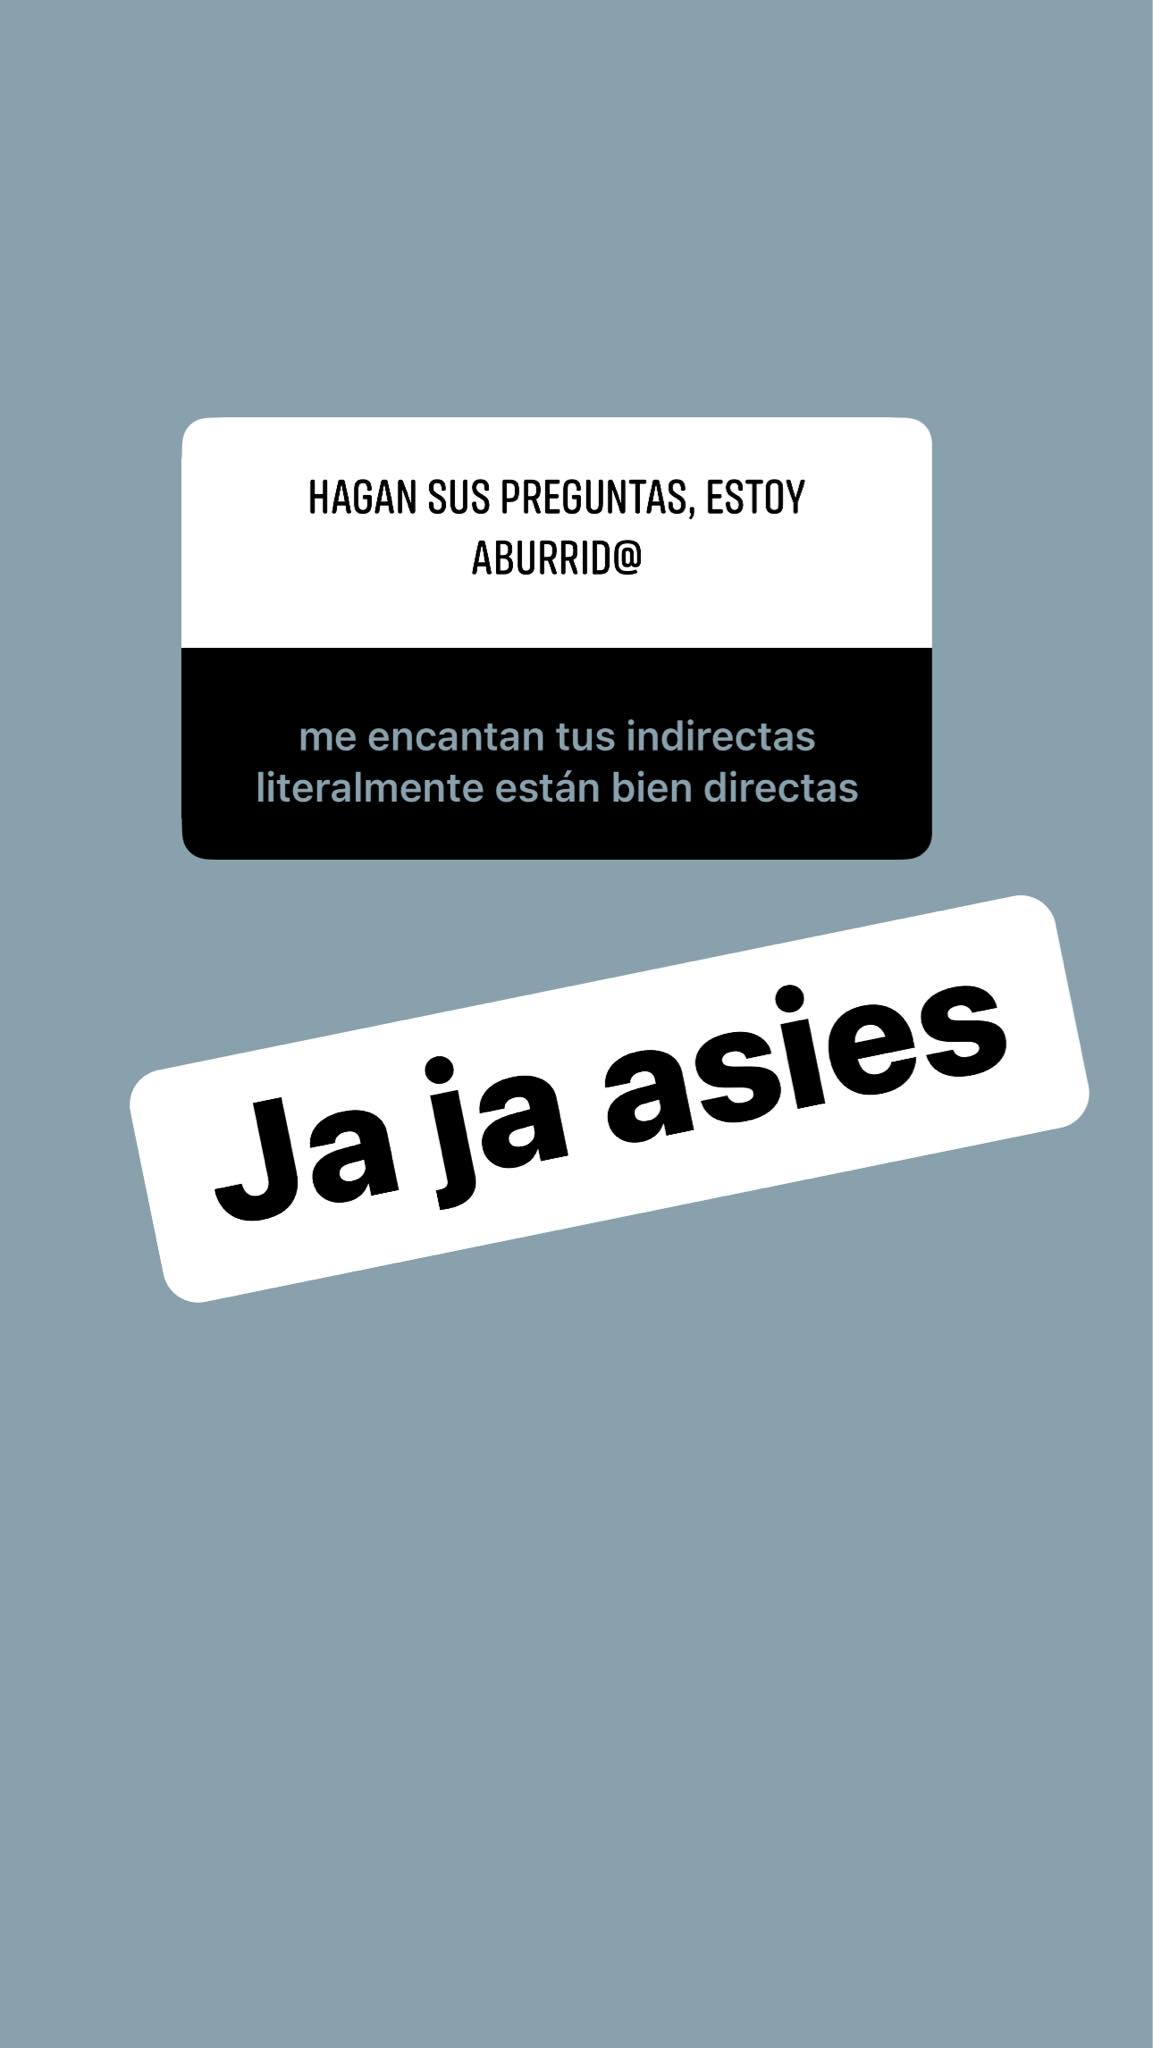 HAGAN SUS PREGUNTAS, ESTOY
ABURRID@
me encantan tus indirectas
literalmente están bien directas
Ja ja asies